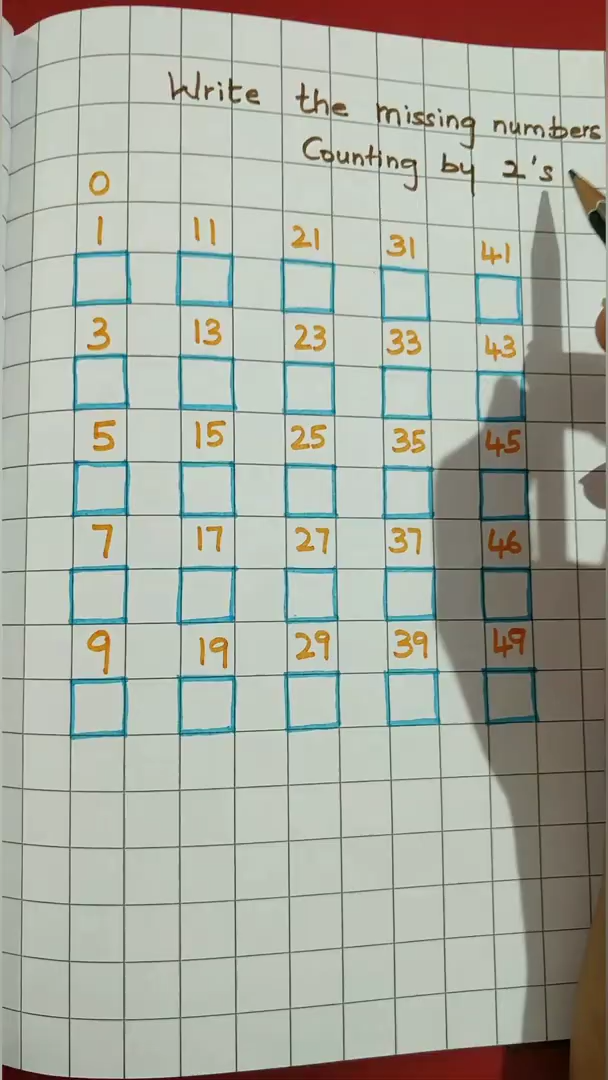 Write the missing numbers
Counting by 2's
0
1 11 21 31 41
3 13 23 33 43
5 15 25 35 45
7 17 27 37 46
9 19 29 39 49